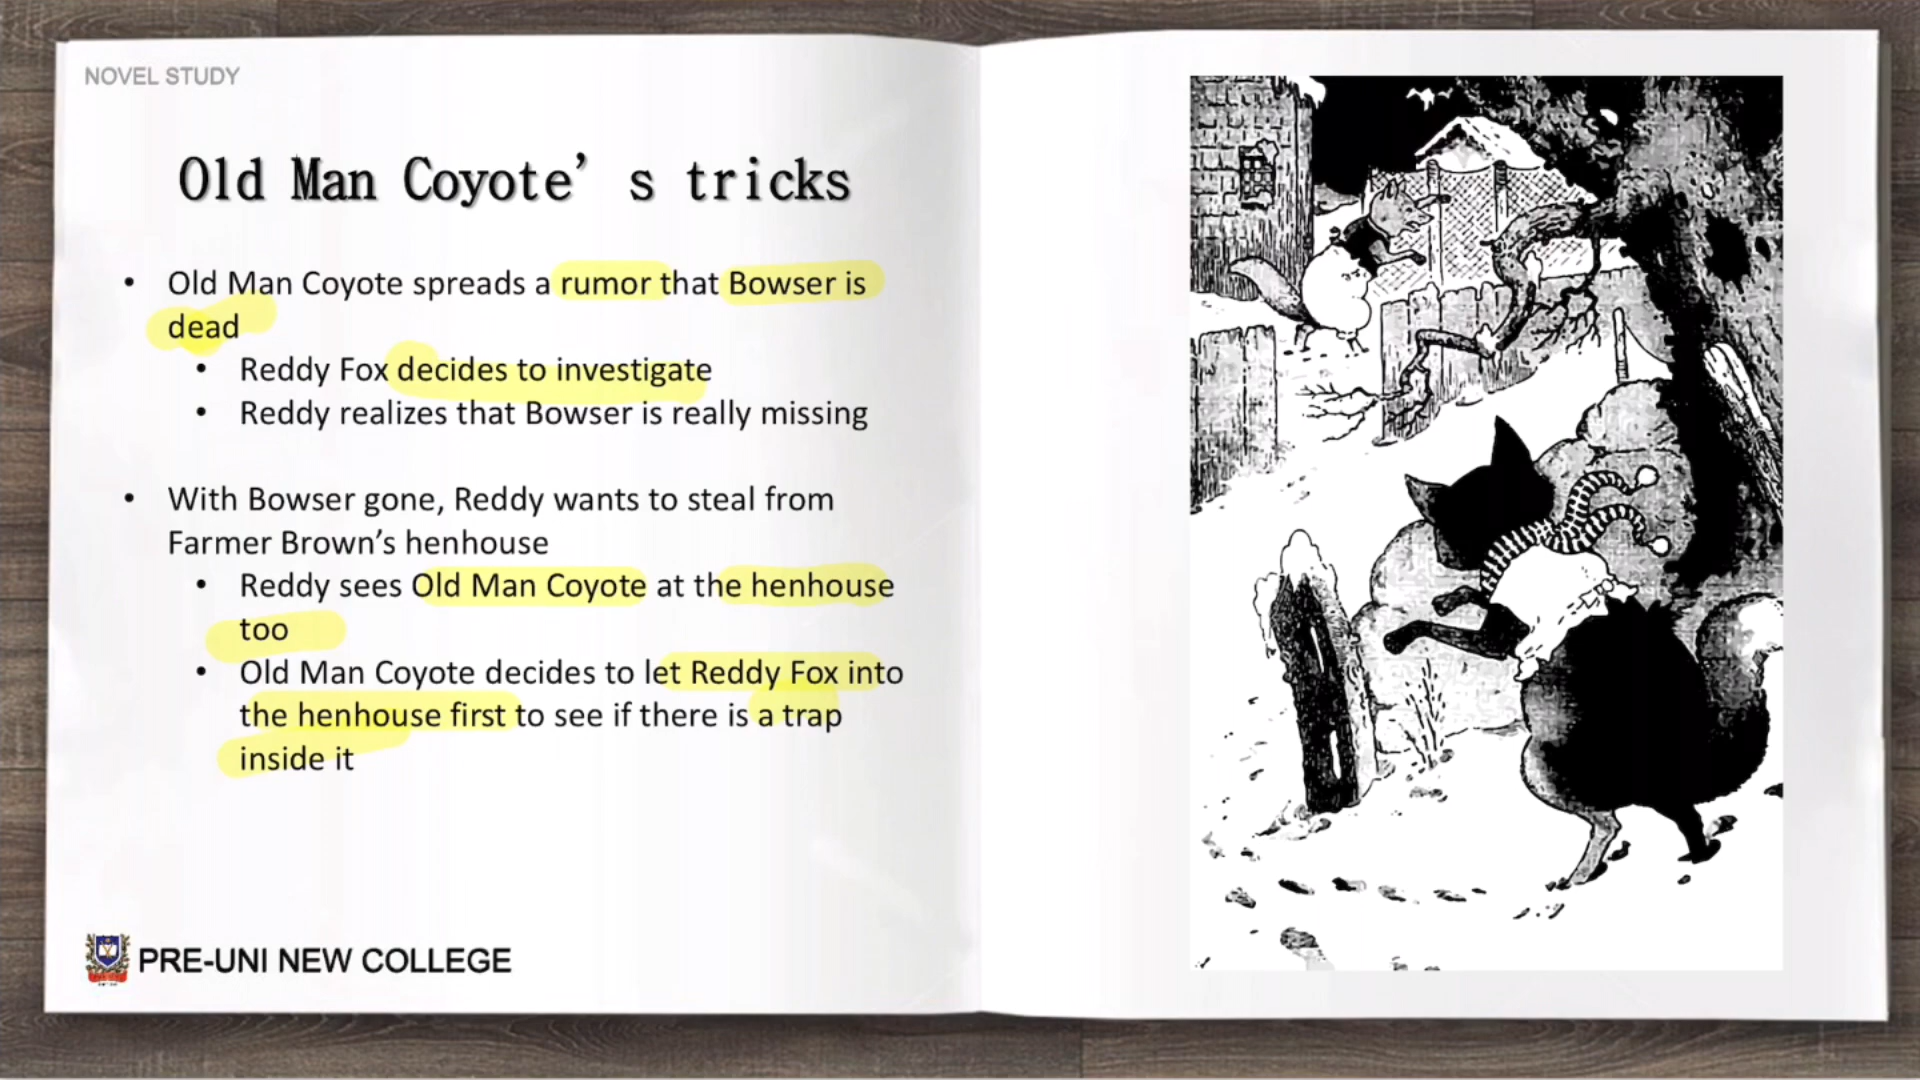 NOVEL STUDY
Old Man Coyote’s tricks
• Old Man Coyote spreads a rumor that Bowser is
dead
• Reddy Fox decides to investigate
• Reddy realizes that Bowser is really missing
• With Bowser gone, Reddy wants to steal from
Farmer Brown’s henhouse
• Reddy sees Old Man Coyote at the henhouse
too
• Old Man Coyote decides to let Reddy Fox into
the henhouse first to see if there is a trap
inside it
PRE-UNI NEW COLLEGE